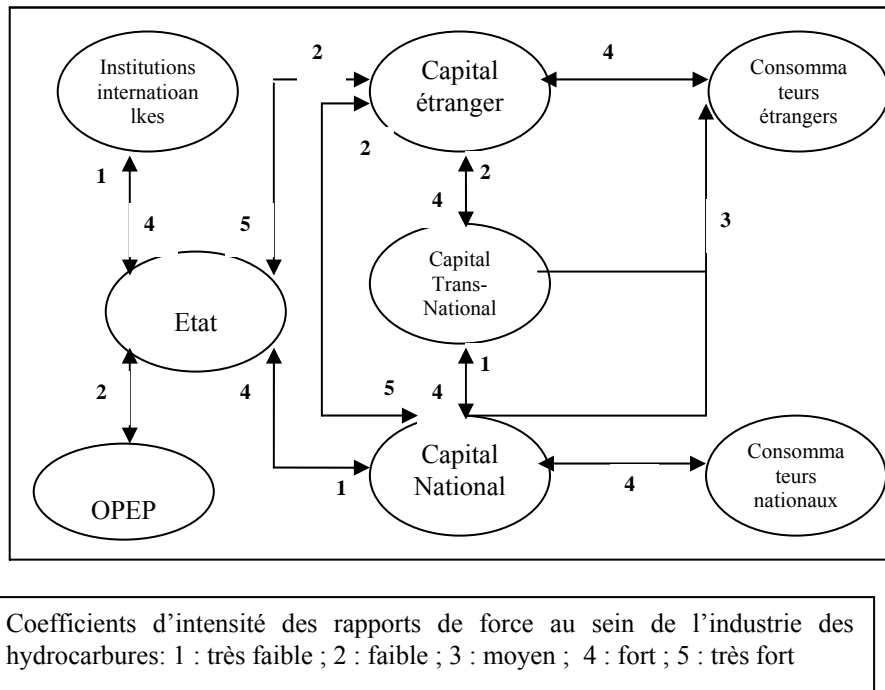 Institutions
internatioan
lkes
2
Capital
étranger
4
Consomma
teurs
étrangers
2
1
2
4
4
5
3
Capital
Trans-
National
Etat
1
2
4
5
4
Capital
National
Consomma
teurs
nationaux
1
4
OPEP
Coefficients d’intensité des rapports de force au sein de l’industrie des
hydrocarbures: 1 : très faible ; 2 : faible ; 3 : moyen ; 4 : fort ; 5 : très fort